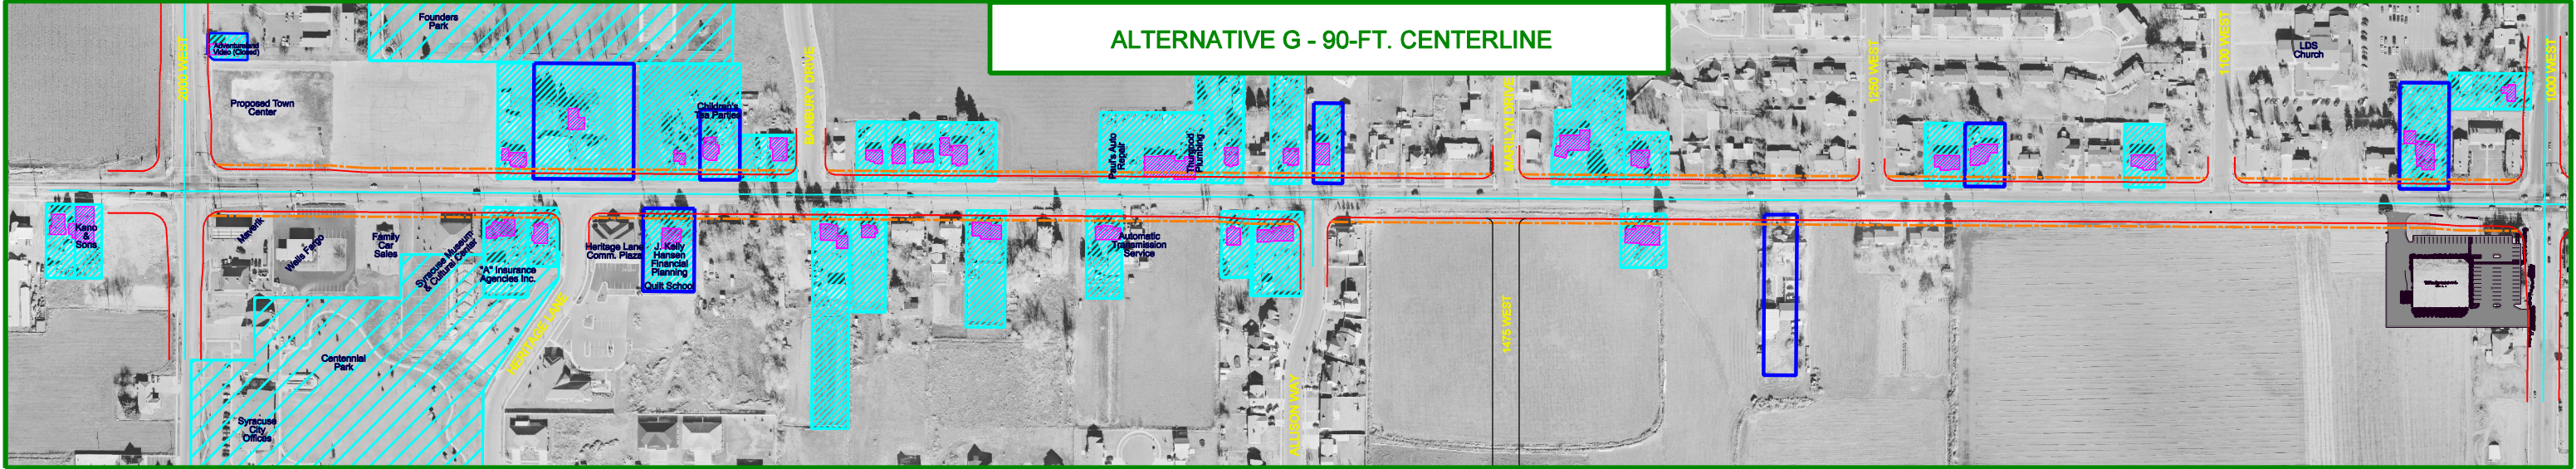 ALTERNATIVE G - 90-FT. CENTERLINE
Founders
Park
Adventureland
Video (Closed)
2000 WEST
Proposed Town
Center
Children's
Tea Parties
BANBURY DRIVE
Paul's Auto
Repair
Thurgood
Plumbing
MARILYN DRIVE
1250 WEST
1100 WEST
LDS
Church
1000 WEST
Kano
&
Sons
Maverik
Wells Fargo
Family
Car
Sales
Syracuse Museum
& Cultural Center
"A" Insurance
Agencies Inc.
HERITAGE LANE
Heritage Lane
Comm. Plaza
J. Kelly
Hansen
Financial
Planning
Quilt School
Automatic
Transmission
Service
ALLISON WAY
1475 WEST
Centennial
Park
Syracuse
City
Offices